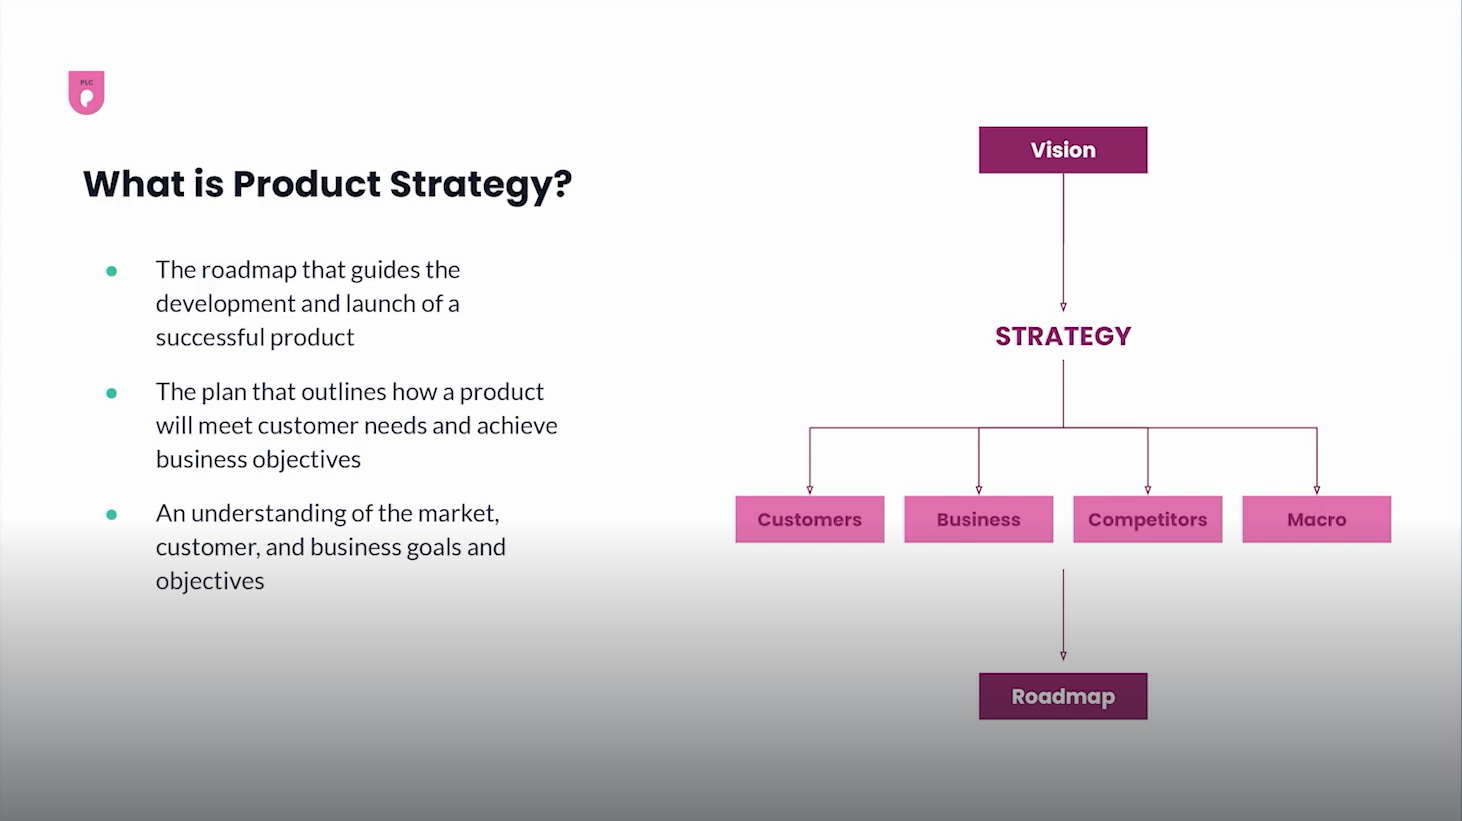 PLC
What is Product Strategy?
The roadmap that guides the
development and launch of a
successful product
The plan that outlines how a product
will meet customer needs and achieve
business objectives
An understanding of the market,
customer, and business goals and
objectives
Vision
STRATEGY
Customers
Business
Competitors
Macro
Roadmap